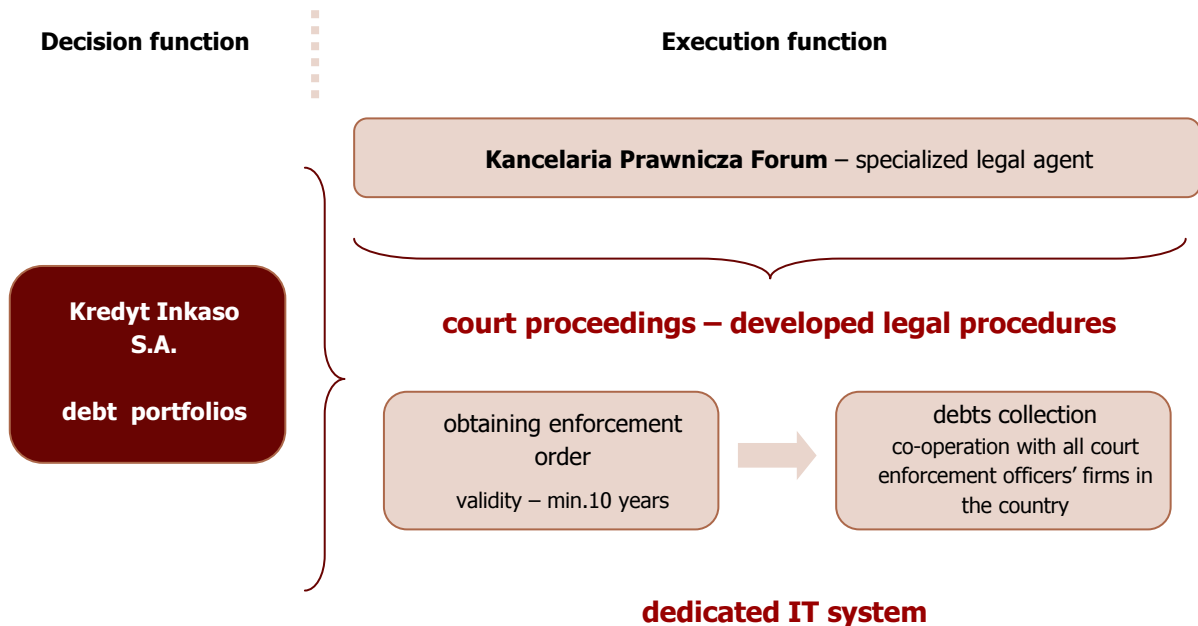 Decision function
Execution function
Kancelaria Prawnicza Forum – specialized legal agent
Kredyt Inkaso
S.A.
debt portfolios
court proceedings – developed legal procedures
obtaining enforcement
order
validity – min.10 years
debts collection
co-operation with all court
enforcement officers’ firms in
the country
dedicated IT system